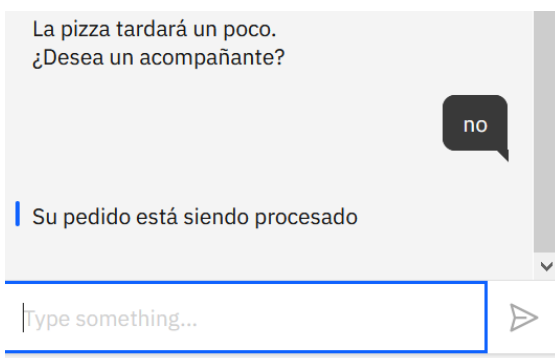 La pizza tardará un poco.
¿Desea un acompañante?
no
Su pedido está siendo procesado
Type something...